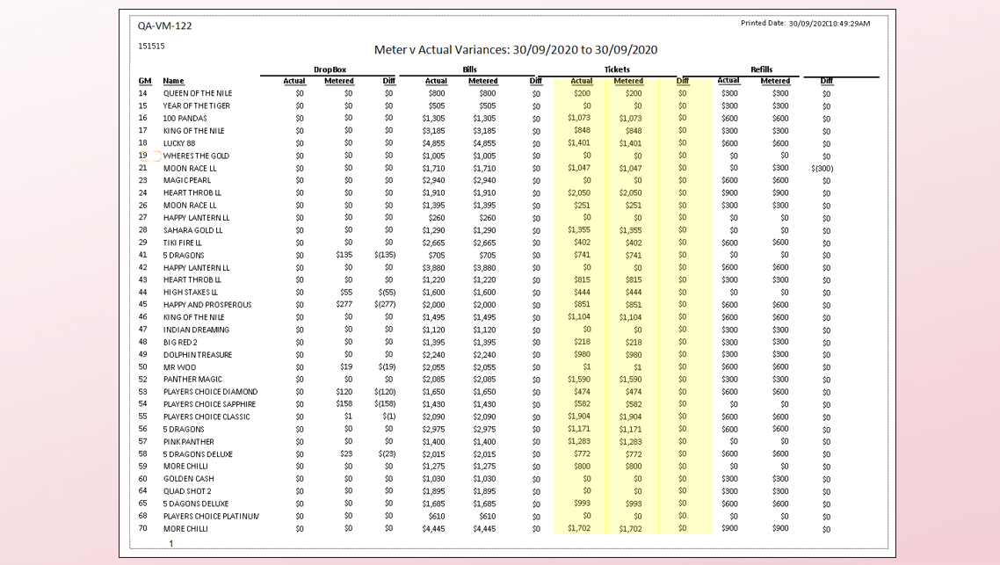 QA-VM-122
Printed Date: 30/09/202(10:49:29AM
151515
Meter v Actual Variances: 30/09/2020 to 30/09/2020
DropBox Bills Tickets Refills
GM Name Actual Metered Diff Actual Metered Diff Actual Metered Diff Actual Metered Diff
14 QUEEN OF THE NILE $0 $0 $0 $800 $800 $0 $200 $200 $0 $300 $300 $0
15 YEAR OF THE TIGER $0 $0 $0 $505 $505 $0 $0 $0 $0 $300 $300 $0
16 100 PANDAS $0 $0 $0 $1,305 $1,305 $0 $1,073 $1,073 $0 $600 $600 $0
17 KING OF THE NILE $0 $0 $0 $3,185 $3,185 $0 $848 $848 $0 $300 $300 $0
18 LUCKY 88 $0 $0 $0 $4,855 $4,855 $0 $1,401 $1,401 $0 $600 $600 $0
19 WHERES THE GOLD $0 $0 $0 $1,005 $1,005 $0 $0 $0 $0 $0 $0 $0
21 MOON RACE LL $0 $0 $0 $1,710 $1,710 $0 $1,047 $1,047 $0 $0 $300 $(300)
23 MAGIC PEARL $0 $0 $0 $2,940 $2,940 $0 $0 $0 $0 $600 $600 $0
24 HEART THROB LL $0 $0 $0 $1,910 $1,910 $0 $2,050 $2,050 $0 $900 $900 $0
26 MOON RACE LL $0 $0 $0 $1,395 $1,395 $0 $251 $251 $0 $300 $300 $0
27 HAPPY LANTERN LL $0 $0 $0 $260 $260 $0 $0 $0 $0 $0 $0 $0
28 SAHARA GOLD LL $0 $0 $0 $1,290 $1,290 $0 $1,355 $1,355 $0 $0 $0 $0
29 TIKI FIRE LL $0 $0 $0 $2,665 $2,665 $0 $402 $402 $0 $600 $600 $0
41 5 DRAGONS $0 $135 $(135) $705 $705 $0 $741 $741 $0 $0 $0 $0
42 HAPPY LANTERN LL $0 $0 $0 $3,880 $3,880 $0 $0 $0 $0 $600 $600 $0
43 HEART THROB LL $0 $0 $0 $1,220 $1,220 $0 $815 $815 $0 $300 $300 $0
44 HIGH STAKES LL $0 $55 $(55) $1,600 $1,600 $0 $444 $444 $0 $0 $0 $0
45 HAPPY AND PROSPEROUS $0 $277 $(277) $2,000 $2,000 $0 $851 $851 $0 $600 $600 $0
46 KING OF THE NILE $0 $0 $0 $1,495 $1,495 $0 $1,104 $1,104 $0 $600 $600 $0
47 INDIAN DREAMING $0 $0 $0 $1,120 $1,120 $0 $0 $0 $0 $300 $300 $0
48 BIG RED 2 $0 $0 $0 $1,395 $1,395 $0 $218 $218 $0 $300 $300 $0
49 DOLPHIN TREASURE $0 $0 $0 $2,240 $2,240 $0 $980 $980 $0 $300 $300 $0
50 MR WOO $0 $19 $(19) $2,055 $2,055 $0 $1 $1 $0 $600 $600 $0
52 PANTHER MAGIC $0 $0 $0 $2,085 $2,085 $0 $1,590 $1,590 $0 $300 $300 $0
53 PLAYERS CHOICE DIAMOND $0 $120 $(120) $1,650 $1,650 $0 $474 $474 $0 $600 $600 $0
54 PLAYERS CHOICE SAPPHIRE $0 $158 $(158) $1,430 $1,430 $0 $582 $582 $0 $0 $0 $0
55 PLAYERS CHOICE CLASSIC $0 $1 $(1) $2,090 $2,090 $0 $1,904 $1,904 $0 $600 $600 $0
56 5 DRAGONS $0 $0 $0 $2,975 $2,975 $0 $1,171 $1,171 $0 $600 $600 $0
57 PINK PANTHER $0 $0 $0 $1,400 $1,400 $0 $1,283 $1,283 $0 $0 $0 $0
58 5 DRAGONS DELUXE $0 $23 $(23) $2,015 $2,015 $0 $772 $772 $0 $600 $600 $0
59 MORE CHILLI $0 $0 $0 $1,275 $1,275 $0 $800 $800 $0 $0 $0 $0
60 GOLDEN CASH $0 $0 $0 $1,030 $1,030 $0 $0 $0 $0 $300 $300 $0
64 QUAD SHOT 2 $0 $0 $0 $1,895 $1,895 $0 $0 $0 $0 $300 $300 $0
65 5 DAGONS DELUXE $0 $0 $0 $1,685 $1,685 $0 $993 $993 $0 $600 $600 $0
68 PLAYERS CHOICE PLATINUM $0 $0 $0 $610 $610 $0 $0 $0 $0 $0 $0 $0
70 MORE CHILLI $0 $0 $0 $4,445 $4,445 $0 $1,702 $1,702 $0 $900 $900 $0
1